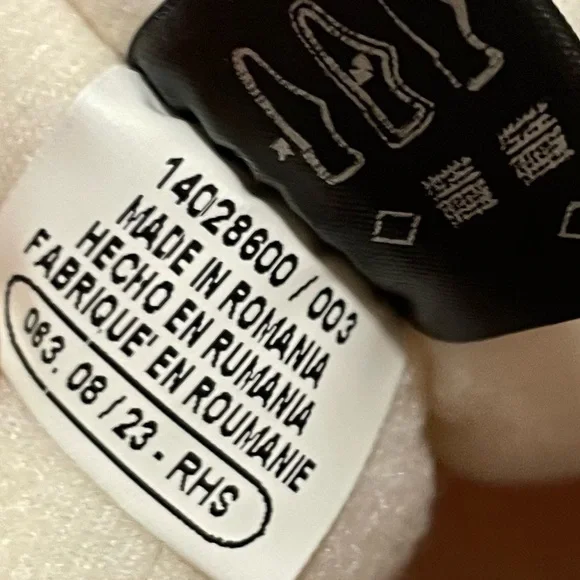 14028600 / 003
MADE IN ROMANIA
HECHO EN RUMANIA
FABRIQUE' EN ROUMANIE
083. 08 / 23 - RHS